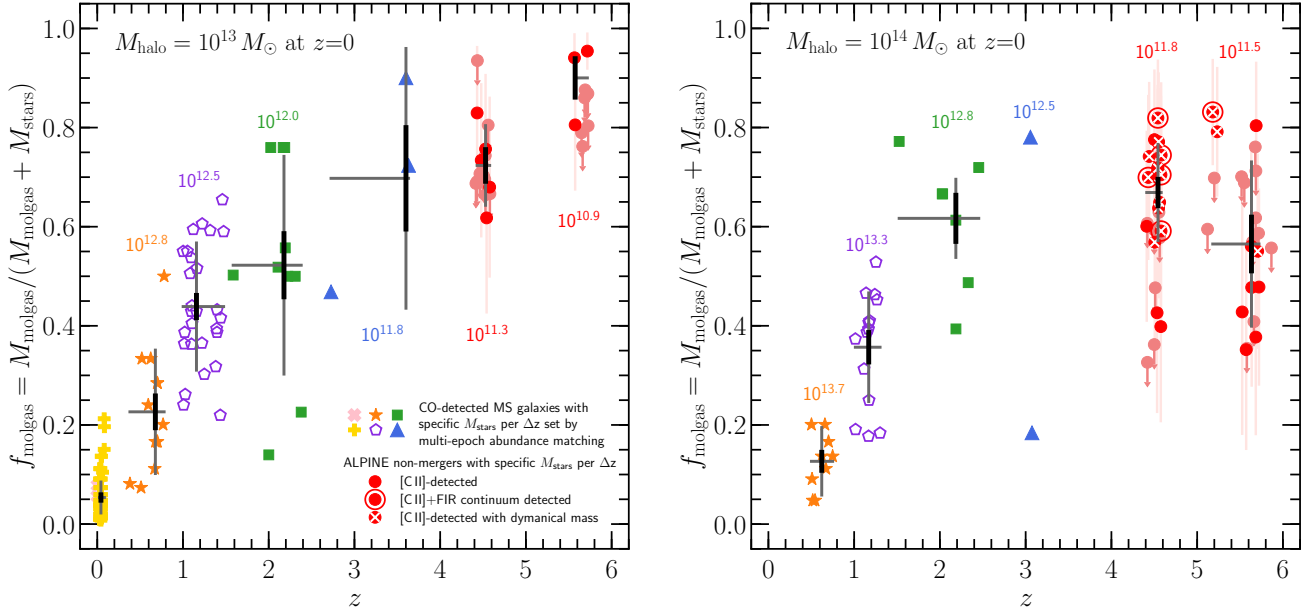 M_halo = 10^13 M_⊙ at z=0
1.0
0.8
0.6
0.4
0.2
0.0
f_molgas = M_molgas/(M_molgas + M_stars)
10^12.8
10^12.5
10^12.0
10^11.8
10^11.3
10^10.9
CO-detected MS galaxies with
specific M_stars per Δz set by
multi-epoch abundance matching
ALPINE non-mergers with specific M_stars per Δz
[C II]-detected
[C II]+FIR continuum detected
[C II]-detected with dymanical mass
0 1 2 3 4 5 6
z
M_halo = 10^14 M_⊙ at z=0
1.0
0.8
0.6
0.4
0.2
0.0
f_molgas = M_molgas/(M_molgas + M_stars)
10^13.7
10^13.3
10^12.8
10^12.5
10^11.8
10^11.5
0 1 2 3 4 5 6
z